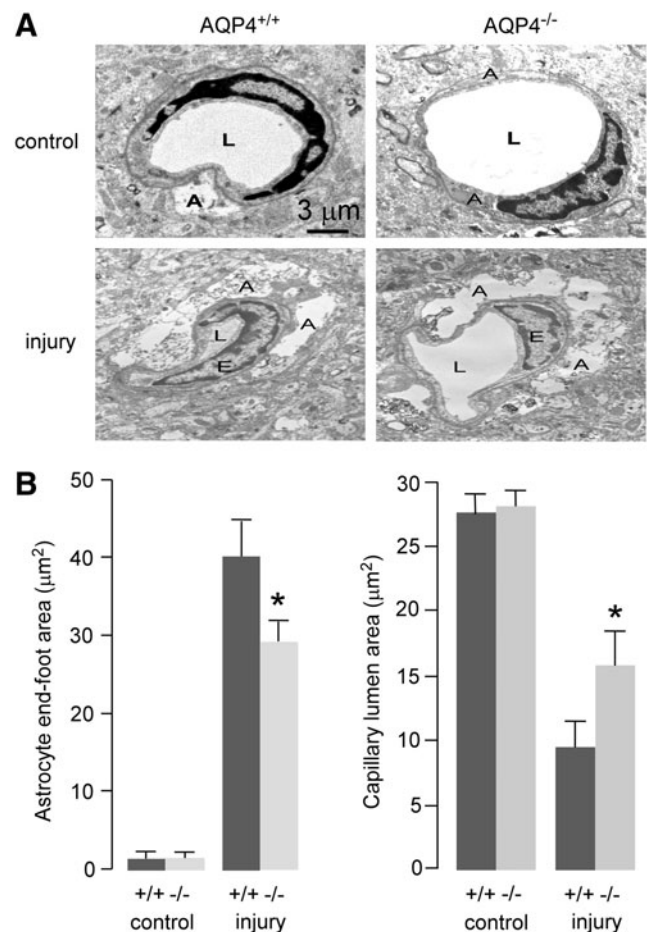 A
AQP4+/+ AQP4-/-
control
L
A
3 μm
A
L
A
injury
A
L
A
E
A
E
L
A
B
Astrocyte end-foot area (μm²)
50
40
30
20
10
0
*
+/+ -/- +/+ -/-
control injury
Capillary lumen area (μm²)
30
25
20
15
10
5
0
*
+/+ -/- +/+ -/-
control injury